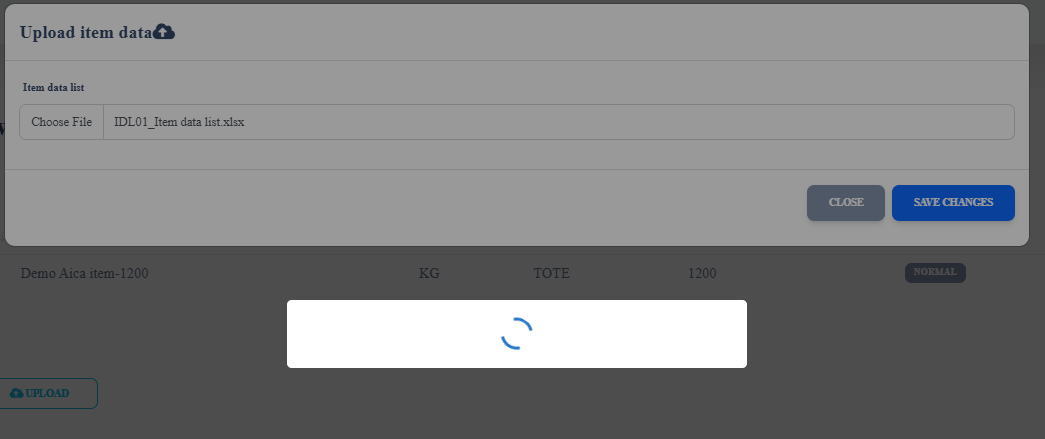 Upload item data
Item data list
Choose File IDL01_Item data list.xlsx
CLOSE SAVE CHANGES
Demo Aica item-1200 KG TOTE 1200 NORMAL
UPLOAD